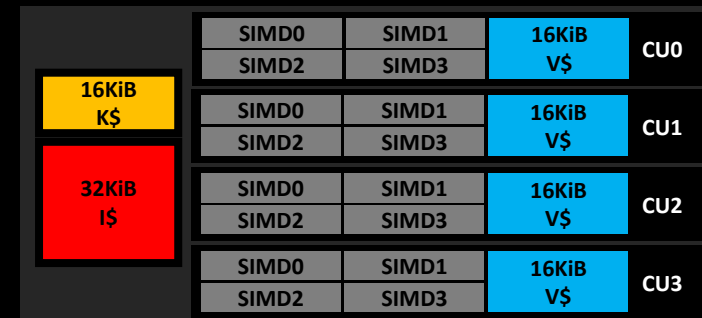 16KiB
K$
32KiB
I$
SIMD0 SIMD1
SIMD2 SIMD3
16KiB
V$
CU0
SIMD0 SIMD1
SIMD2 SIMD3
16KiB
V$
CU1
SIMD0 SIMD1
SIMD2 SIMD3
16KiB
V$
CU2
SIMD0 SIMD1
SIMD2 SIMD3
16KiB
V$
CU3